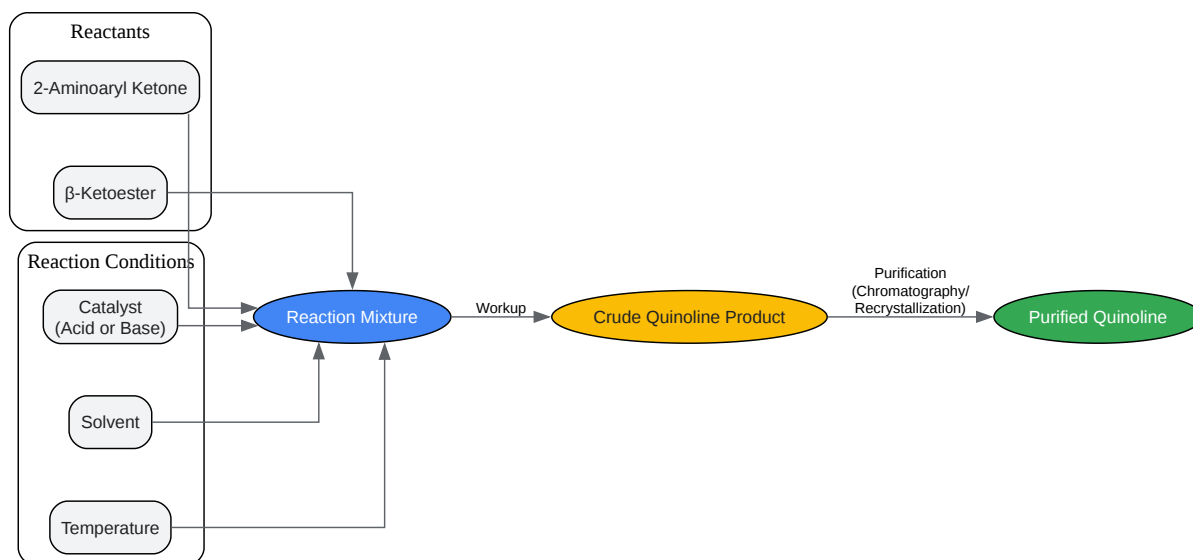 Reactants
2-Aminoaryl Ketone
β-Ketoester
Reaction Conditions
Catalyst
(Acid or Base)
Solvent
Temperature
Reaction Mixture
Workup
Crude Quinoline Product
Purification
(Chromatography/
Recrystallization)
Purified Quinoline